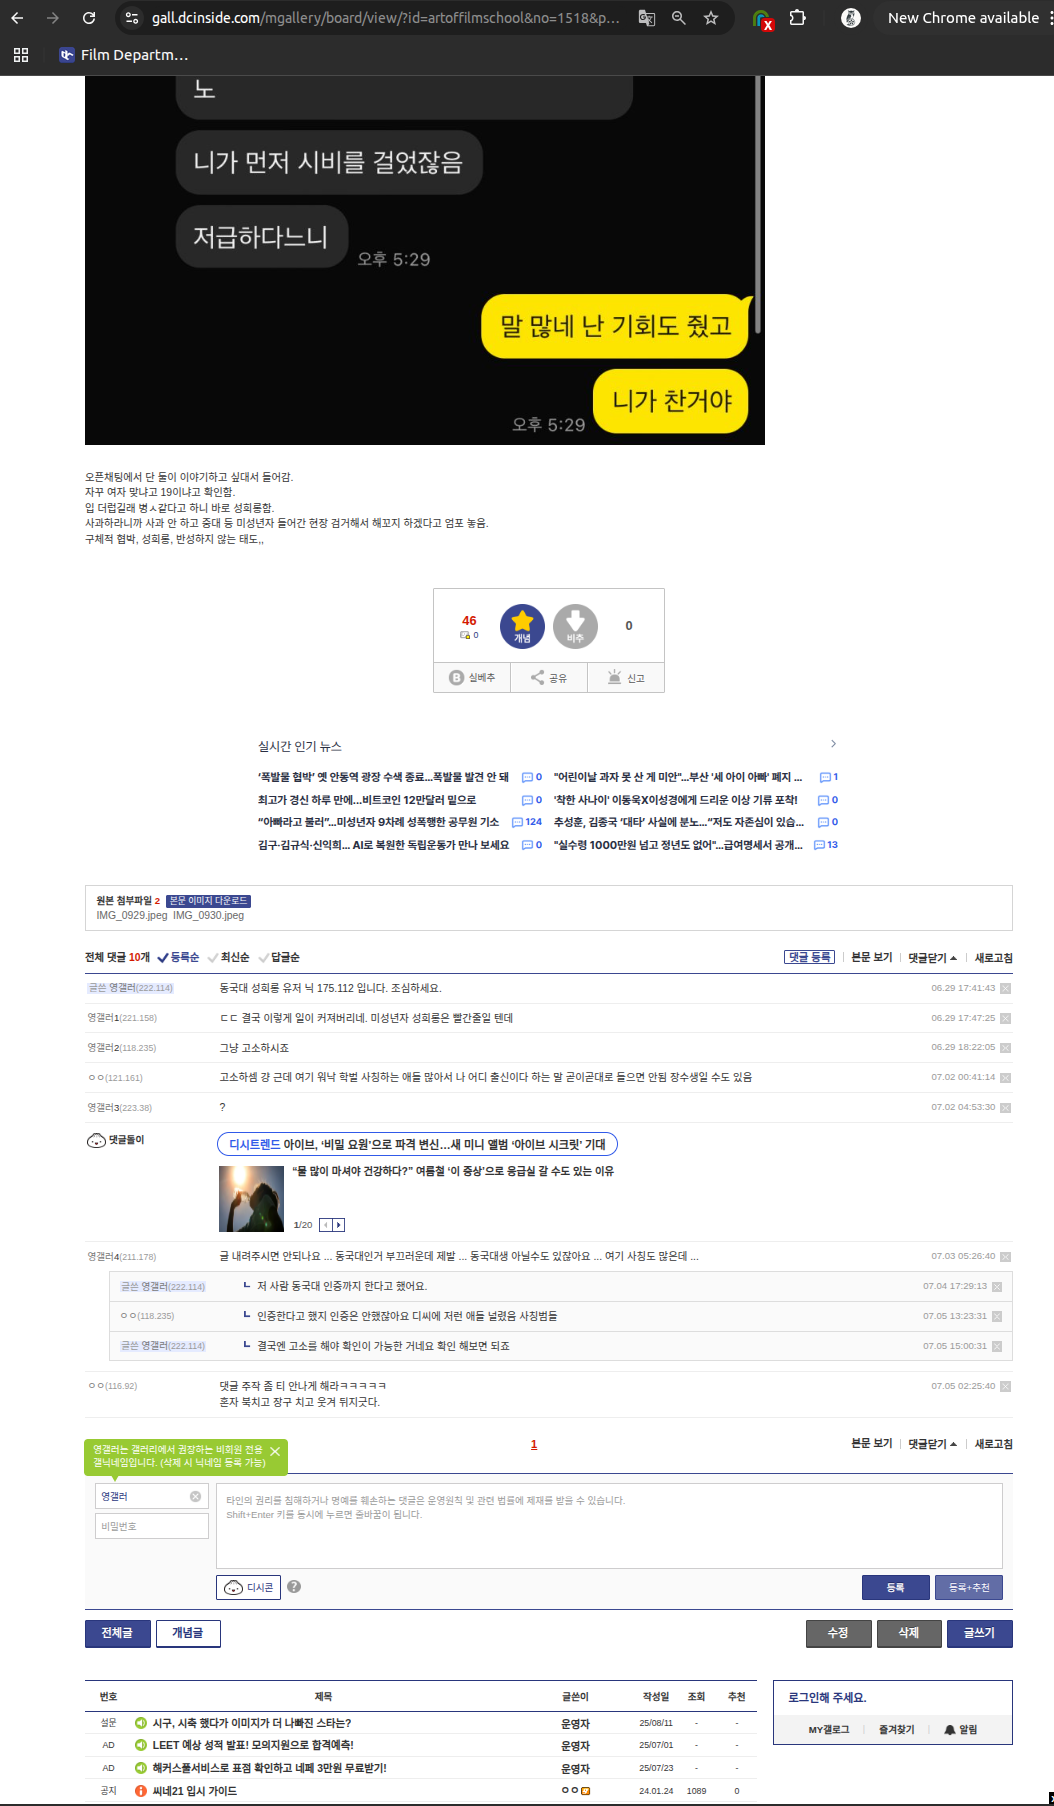 gall.dcinside.com/mgallery/board/view/?id=artoffilmschool&no=1518&p...
New Chrome available
Film Departm...
노
니가 먼저 시비를 걸었잖음
저급하다느니
오후 5:29
말 많네 난 기회도 줬고
니가 찬거야
오후 5:29
오픈채팅에서 단 둘이 이야기하고 싶대서 들어감.
자꾸 여자 맞냐고 19이냐고 확인함.
입 더럽길래 병ㅅ같다고 하니 바로 성희롱함.
사과하라니까 사과 안 하고 중대 등 미성년자 들어간 현장 검거해서 해꼬지 하겠다고 엄포 놓음.
구체적 협박, 성희롱, 반성하지 않는 태도,,
46
0
개념
비추
0
실베추
공유
신고
실시간 인기 뉴스
‘폭발물 협박’ 옛 안동역 광장 수색 종료...폭발물 발견 안 돼 0
"어린이날 과자 못 산 게 미안"...부산 '세 아이 아빠' 폐지 ... 1
최고가 경신 하루 만에...비트코인 12만달러 밑으로 0
'착한 사나이' 이동욱X이성경에게 드리운 이상 기류 포착! 0
“아빠라고 불러”...미성년자 9차례 성폭행한 공무원 기소 124
추성훈, 김종국 ‘대타’ 사실에 분노...“저도 자존심이 있습... 0
김구·김규식·신익희... AI로 복원한 독립운동가 만나 보세요 0
"실수령 1000만원 넘고 정년도 없어"...급여명세서 공개... 13
원본 첨부파일 2 본문 이미지 다운로드
IMG_0929.jpeg IMG_0930.jpeg
전체 댓글 10개 등록순 최신순 답글순
댓글 등록 본문 보기 댓글닫기 새로고침
글쓴 영갤러(222.114) 동국대 성희롱 유저 닉 175.112 입니다. 조심하세요. 06.29 17:41:43
영갤러1(221.158) ㄷㄷ 결국 이렇게 일이 커져버리네. 미성년자 성희롱은 빨간줄일 텐데 06.29 17:47:25
영갤러2(118.235) 그냥 고소하시죠 06.29 18:22:05
ㅇㅇ(121.161) 고소하셈 걍 근데 여기 워낙 학벌 사칭하는 애들 많아서 나 어디 출신이다 하는 말 곧이곧대로 들으면 안됨 장수생일 수도 있음 07.02 00:41:14
영갤러3(223.38) ? 07.02 04:53:30
댓글돌이
디시트렌드 아이브, ‘비밀 요원’으로 파격 변신...새 미니 앨범 ‘아이브 시크릿’ 기대
“물 많이 마셔야 건강하다?” 여름철 ‘이 증상’으로 응급실 갈 수도 있는 이유
1/20
영갤러4(211.178) 글 내려주시면 안되나요 ... 동국대인거 부끄러운데 제발 ... 동국대생 아닐수도 있잖아요 ... 여기 사칭도 많은데 ... 07.03 05:26:40
글쓴 영갤러(222.114) 저 사람 동국대 인증까지 한다고 했어요. 07.04 17:29:13
ㅇㅇ(118.235) 인증한다고 했지 인증은 안했잖아요 디씨에 저런 애들 널렸음 사칭범들 07.05 13:23:31
글쓴 영갤러(222.114) 결국엔 고소를 해야 확인이 가능한 거네요 확인 해보면 되죠 07.05 15:00:31
ㅇㅇ(116.92) 댓글 주작 좀 티 안나게 해라ㅋㅋㅋㅋㅋ 07.05 02:25:40
혼자 북치고 장구 치고 웃겨 뒤지긋다.
1
본문 보기 댓글닫기 새로고침
영갤러는 갤러리에서 권장하는 비회원 전용
갤닉네임입니다. (삭제 시 닉네임 등록 가능)
영갤러
비밀번호
타인의 권리를 침해하거나 명예를 훼손하는 댓글은 운영원칙 및 관련 법률에 제재를 받을 수 있습니다.
Shift+Enter 키를 동시에 누르면 줄바꿈이 됩니다.
디시콘
등록 등록+추천
전체글 개념글
수정 삭제 글쓰기
번호 제목 글쓴이 작성일 조회 추천
설문 시구, 시축 했다가 이미지가 더 나빠진 스타는? 운영자 25/08/11 - -
AD LEET 예상 성적 발표! 모의지원으로 합격예측! 운영자 25/07/01 - -
AD 해커스풀서비스로 표점 확인하고 네페 3만원 무료받기! 운영자 25/07/23 - -
공지 씨네21 입시 가이드 ㅇㅇ 24.01.24 1089 0
로그인해 주세요.
MY갤로그 즐겨찾기 알림